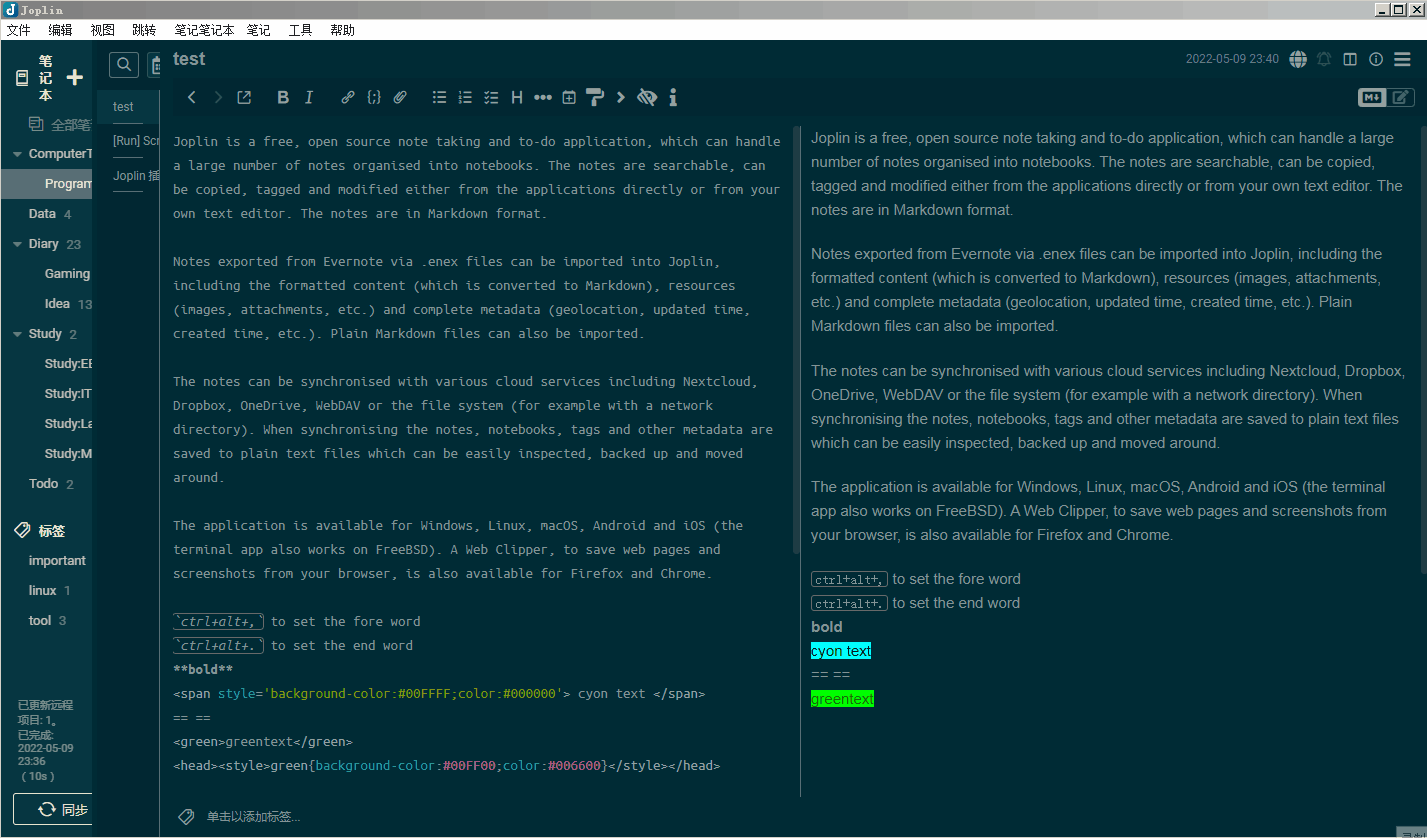 Joplin
文件 编辑 视图 跳转 笔记笔记本 笔记 工具 帮助
笔记本
全部笔
ComputerT
Program
Data 4
Diary 23
Gaming
Idea 13
Study 2
Study:EE
Study:IT
Study:La
Study:M
Todo 2
标签
important
linux 1
tool 3
已更新远程
项目: 1。
已完成:
2022-05-09
23:36
( 10s )
同步
test
[Run] Scr
Joplin 插
test
2022-05-09 23:40
B I H
M↓
Joplin is a free, open source note taking and to-do application, which can handle
a large number of notes organised into notebooks. The notes are searchable, can
be copied, tagged and modified either from the applications directly or from your
own text editor. The notes are in Markdown format.
Notes exported from Evernote via .enex files can be imported into Joplin,
including the formatted content (which is converted to Markdown), resources
(images, attachments, etc.) and complete metadata (geolocation, updated time,
created time, etc.). Plain Markdown files can also be imported.
The notes can be synchronised with various cloud services including Nextcloud,
Dropbox, OneDrive, WebDAV or the file system (for example with a network
directory). When synchronising the notes, notebooks, tags and other metadata are
saved to plain text files which can be easily inspected, backed up and moved
around.
The application is available for Windows, Linux, macOS, Android and iOS (the
terminal app also works on FreeBSD). A Web Clipper, to save web pages and
screenshots from your browser, is also available for Firefox and Chrome.
`ctrl+alt+,` to set the fore word
`ctrl+alt+.` to set the end word
**bold**
<span style='background-color:#00FFFF;color:#000000'> cyon text </span>
== ==
<green>greentext</green>
<head><style>green{background-color:#00FF00;color:#006600}</style></head>
单击以添加标签...
Joplin is a free, open source note taking and to-do application, which can handle a large
number of notes organised into notebooks. The notes are searchable, can be copied,
tagged and modified either from the applications directly or from your own text editor. The
notes are in Markdown format.
Notes exported from Evernote via .enex files can be imported into Joplin, including the
formatted content (which is converted to Markdown), resources (images, attachments,
etc.) and complete metadata (geolocation, updated time, created time, etc.). Plain
Markdown files can also be imported.
The notes can be synchronised with various cloud services including Nextcloud, Dropbox,
OneDrive, WebDAV or the file system (for example with a network directory). When
synchronising the notes, notebooks, tags and other metadata are saved to plain text files
which can be easily inspected, backed up and moved around.
The application is available for Windows, Linux, macOS, Android and iOS (the terminal
app also works on FreeBSD). A Web Clipper, to save web pages and screenshots from
your browser, is also available for Firefox and Chrome.
ctrl+alt+, to set the fore word
ctrl+alt+. to set the end word
bold
cyon text
== ==
greentext